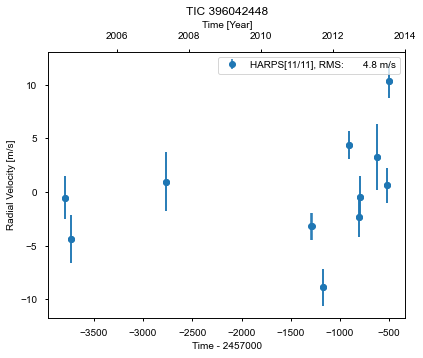 TIC 396042448
Time [Year]
2006 2008 2010 2012 2014
HARPS[11/11], RMS: 4.8 m/s
Radial Velocity [m/s]
10
5
0
−5
−10
−3500 −3000 −2500 −2000 −1500 −1000 −500
Time - 2457000